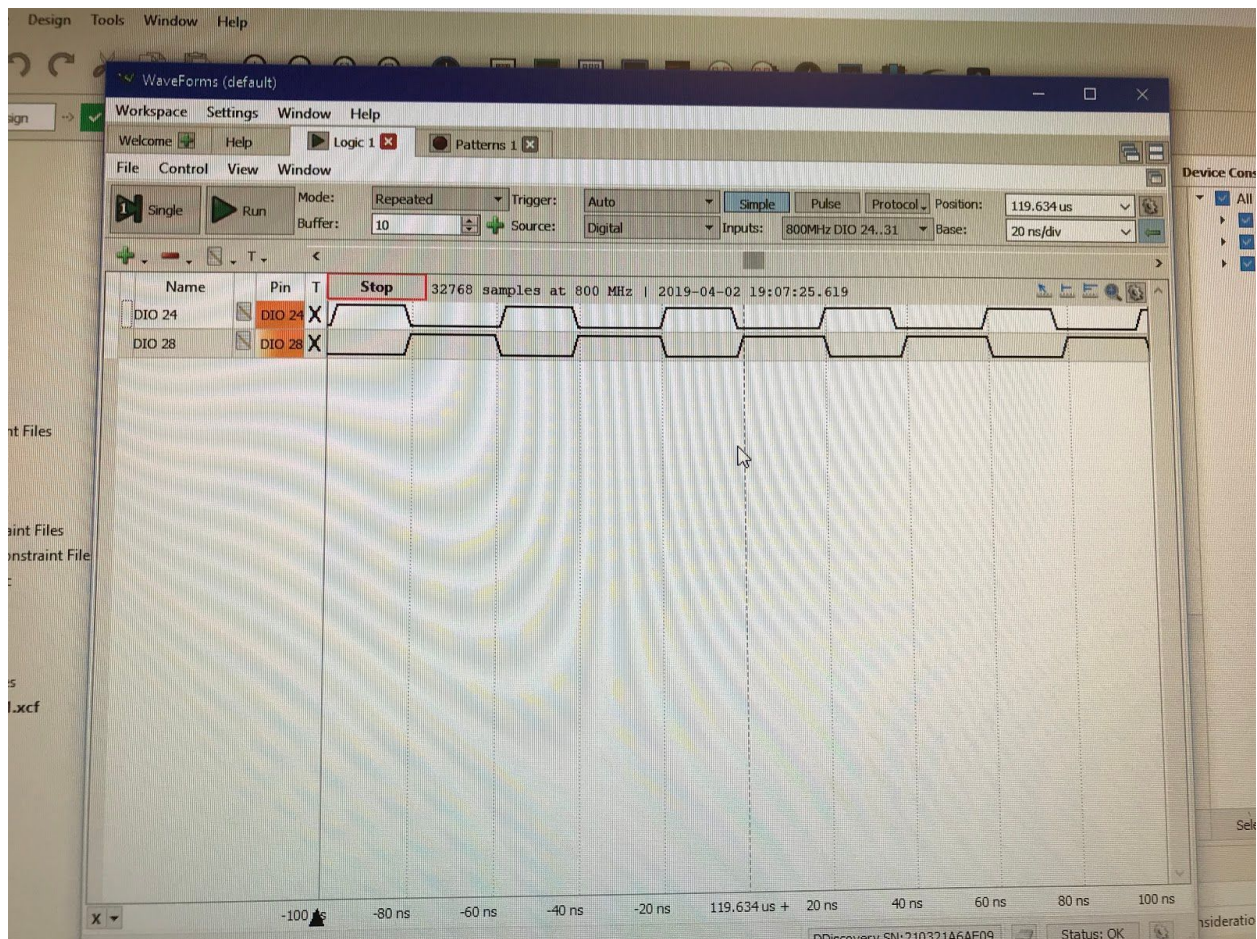 Design Tools Window Help
WaveForms (default)
Workspace Settings Window Help
Welcome Help Logic 1 Patterns 1
File Control View Window
Device Cons
1 Single Run Mode: Repeated Trigger: Auto Simple Pulse Protocol Position: 119.634 us
All
Buffer: 10 Source: Digital Inputs: 800MHz DIO 24..31 Base: 20 ns/div
T
Name Pin T Stop 32768 samples at 800 MHz | 2019-04-02 19:07:25.619
DIO 24 DIO 24 X
DIO 28 DIO 28 X
nt Files
aint Files
onstraint File
l.xcf
Sele
X -80 ns -60 ns -40 ns -20 ns 119.634 us + 20 ns 40 ns 60 ns 80 ns 100 ns
DDiscovery SN:210321A6AE09 Status: OK
nsideratio